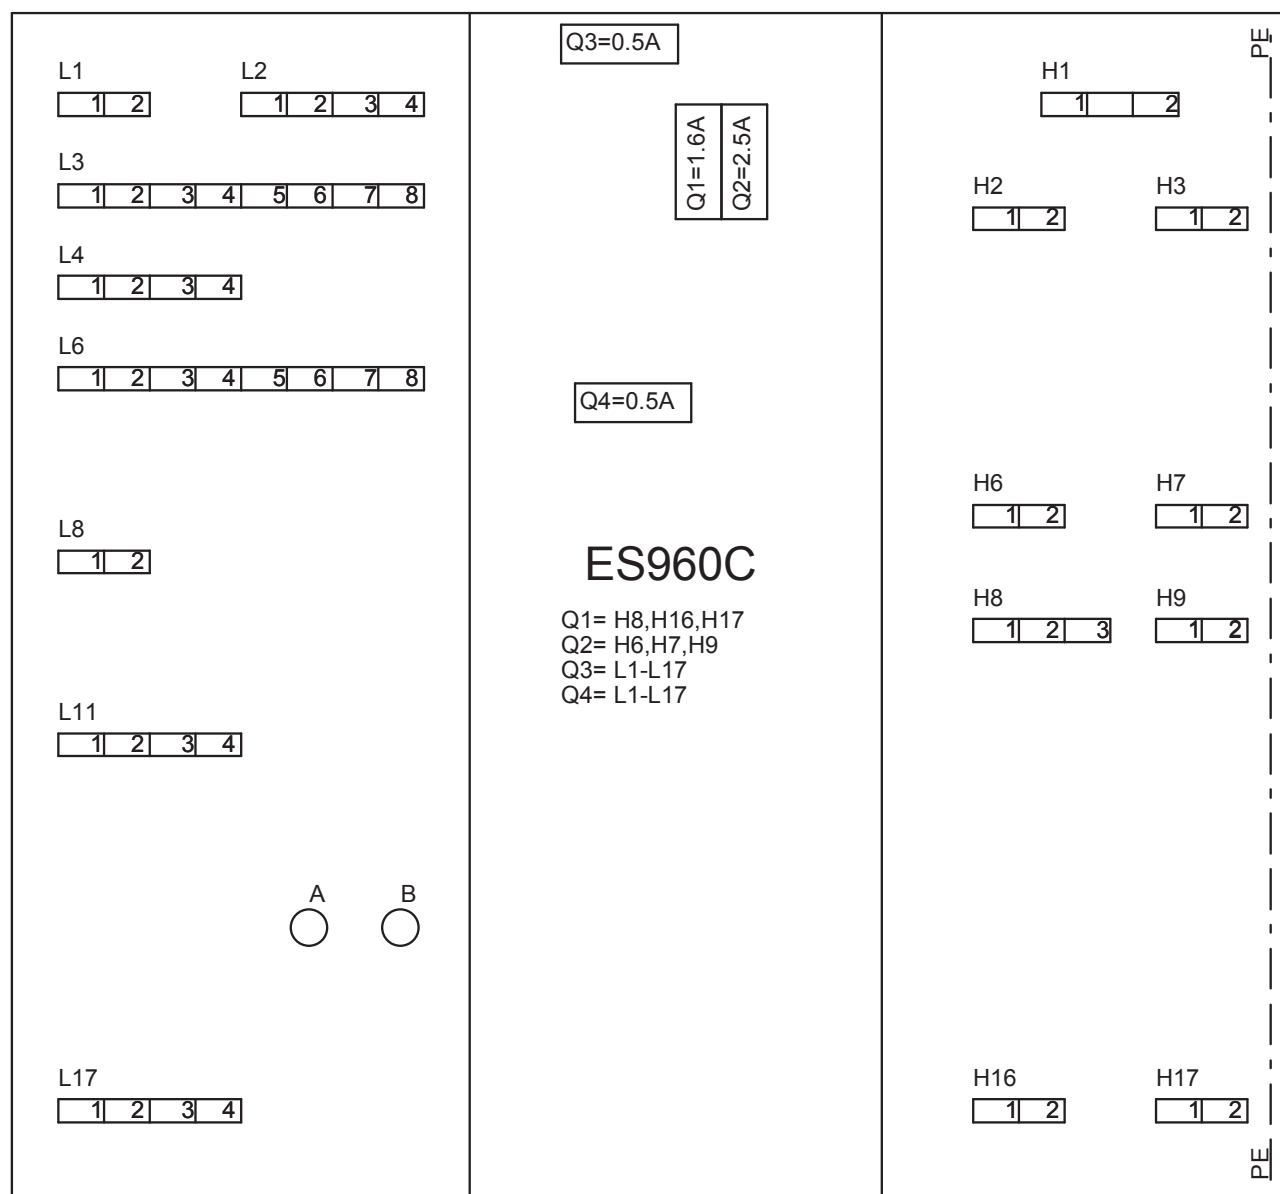 L1
1 2
L2
1 2 3 4
L3
1 2 3 4 5 6 7 8
L4
1 2 3 4
L6
1 2 3 4 5 6 7 8
L8
1 2
L11
1 2 3 4
A
B
L17
1 2 3 4
Q3=0.5A
Q1=1.6A
Q2=2.5A
Q4=0.5A
ES960C
Q1= H8,H16,H17
Q2= H6,H7,H9
Q3= L1-L17
Q4= L1-L17
PE
H1
1 2
H2
1 2
H3
1 2
H6
1 2
H7
1 2
H8
1 2 3
H9
1 2
H16
1 2
H17
1 2
PE